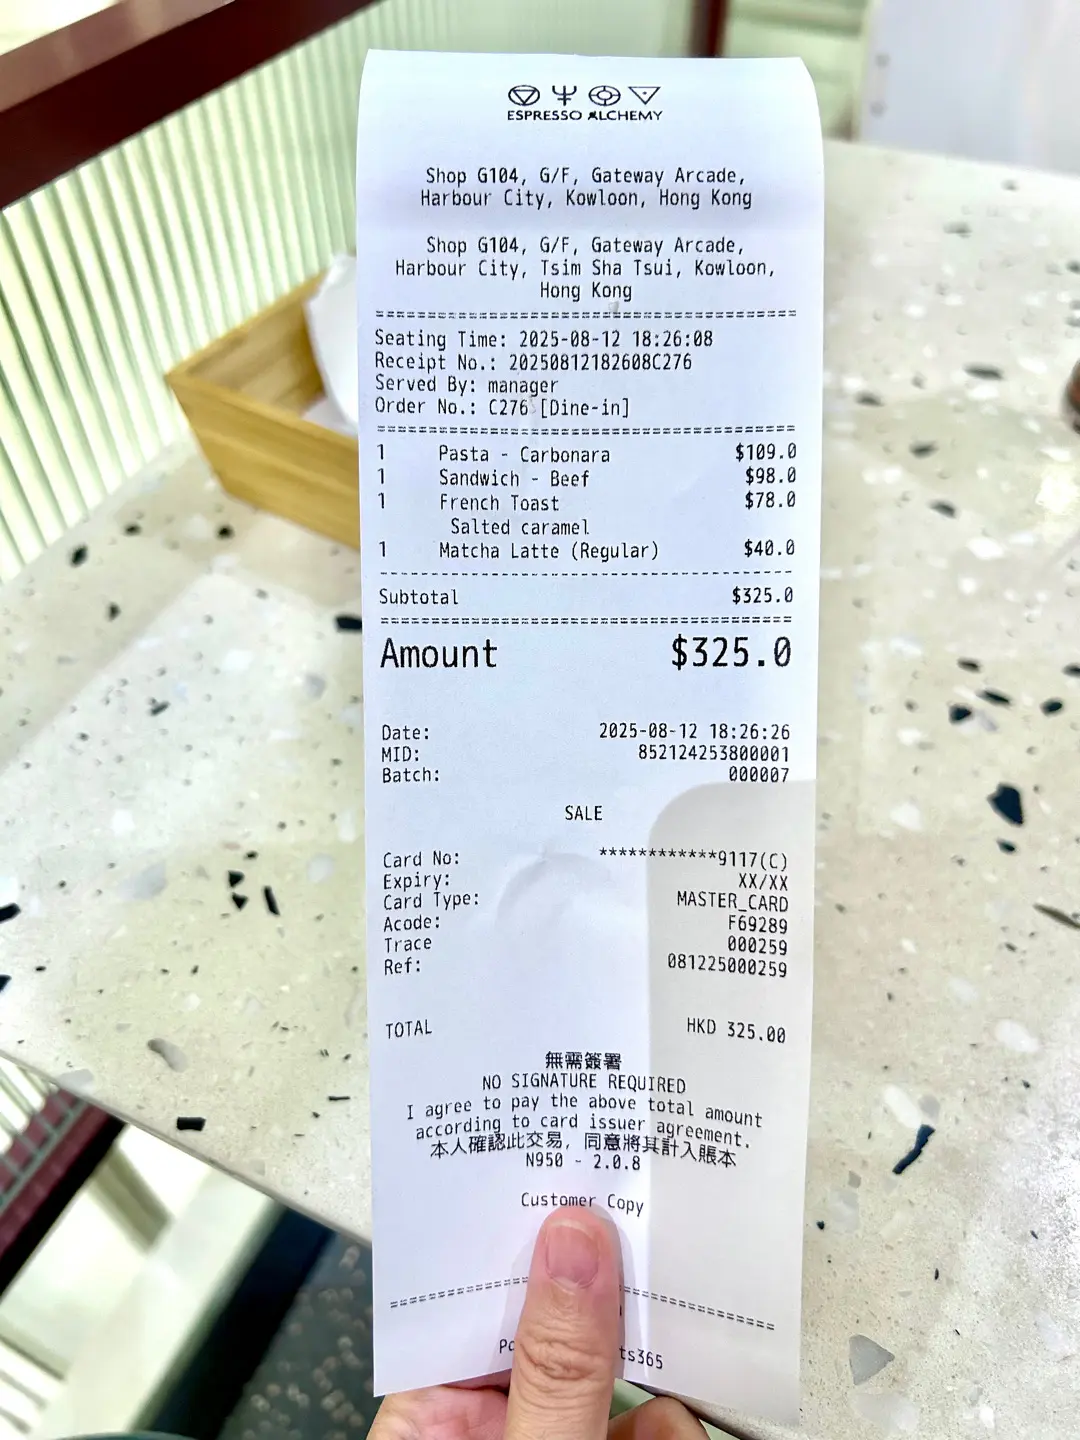 ESPRESSO ALCHEMY
Shop G104, G/F, Gateway Arcade,
Harbour City, Kowloon, Hong Kong
Shop G104, G/F, Gateway Arcade,
Harbour City, Tsim Sha Tsui, Kowloon,
Hong Kong
Seating Time: 2025-08-12 18:26:08
Receipt No.: 20250812182608C276
Served By: manager
Order No.: C276 [Dine-in]
1 Pasta - Carbonara $109.0
1 Sandwich - Beef $98.0
1 French Toast $78.0
Salted caramel
1 Matcha Latte (Regular) $40.0
Subtotal $325.0
Amount $325.0
Date: 2025-08-12 18:26:26
MID: 852124253800001
Batch: 000007
SALE
Card No: ************9117(C)
Expiry: XX/XX
Card Type: MASTER_CARD
Acode: F69289
Trace 000259
Ref: 081225000259
TOTAL HKD 325.00
無需簽署
NO SIGNATURE REQUIRED
I agree to pay the above total amount
according to card issuer agreement.
本人確認此交易, 同意將其計入賬本
N950 - 2.0.8
Customer Copy